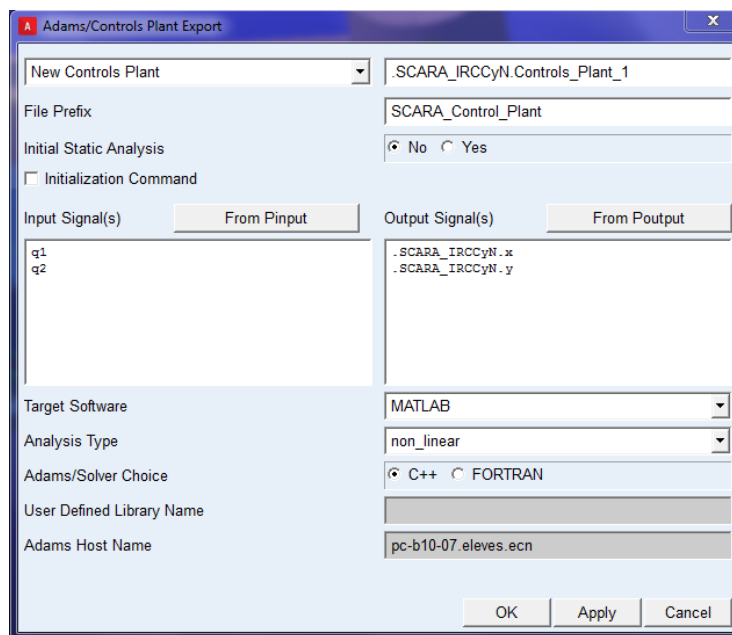 Adams/Controls Plant Export
New Controls Plant .SCARA_IRCCyN.Controls_Plant_1
File Prefix SCARA_Control_Plant
Initial Static Analysis No Yes
Initialization Command
Input Signal(s) From Pinput Output Signal(s) From Poutput
q1 .SCARA_IRCCyN.x
q2 .SCARA_IRCCyN.y
Target Software MATLAB
Analysis Type non_linear
Adams/Solver Choice C++ FORTRAN
User Defined Library Name
Adams Host Name pc-b10-07.eleves.ecn
OK Apply Cancel